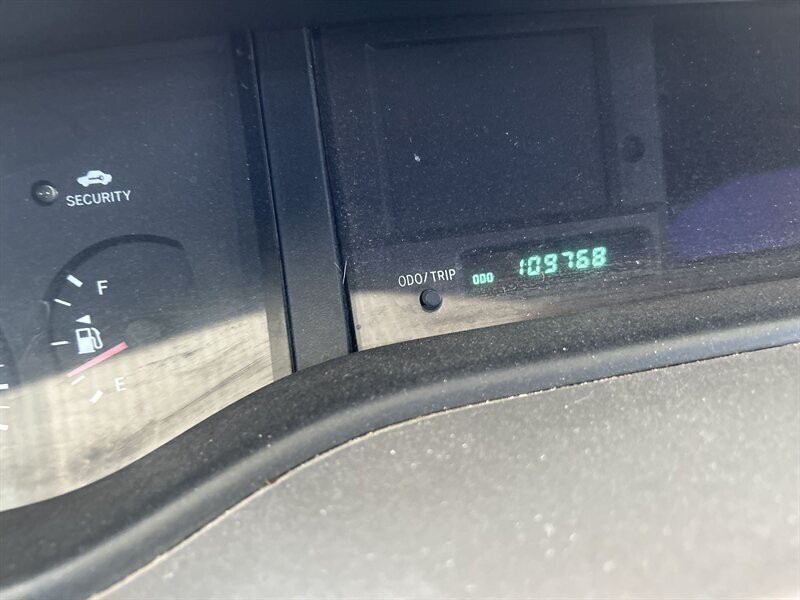 SECURITY
F
E
ODO/TRIP
ODO 109768